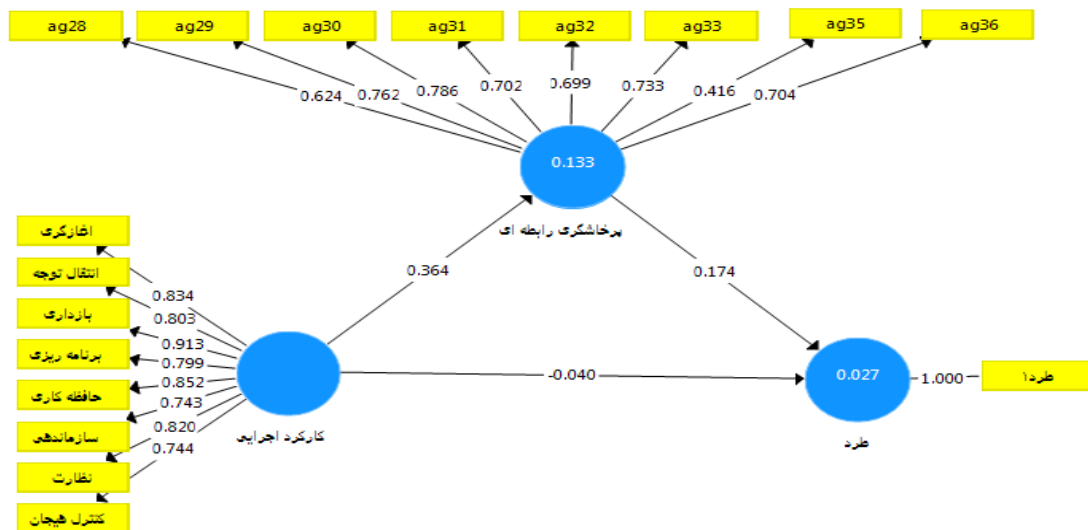 ag28 ag29 ag30 ag31 ag32 ag33 ag35 ag36
0.624 0.762 0.786 0.702 0.699 0.733 0.416 0.704
0.133
پرخاشگری رابطه ای
اغازگری
انتقال توجه
بازداری
برنامه ریزی
حافظه کاری
سازماندهی
نظارت
کنترل هیجان
0.834
0.803
0.913
0.799
0.852
0.743
0.820
0.744
کارکرد اجرایی
0.364
0.174
-0.040
0.027
طرد
1.000
طرد۱